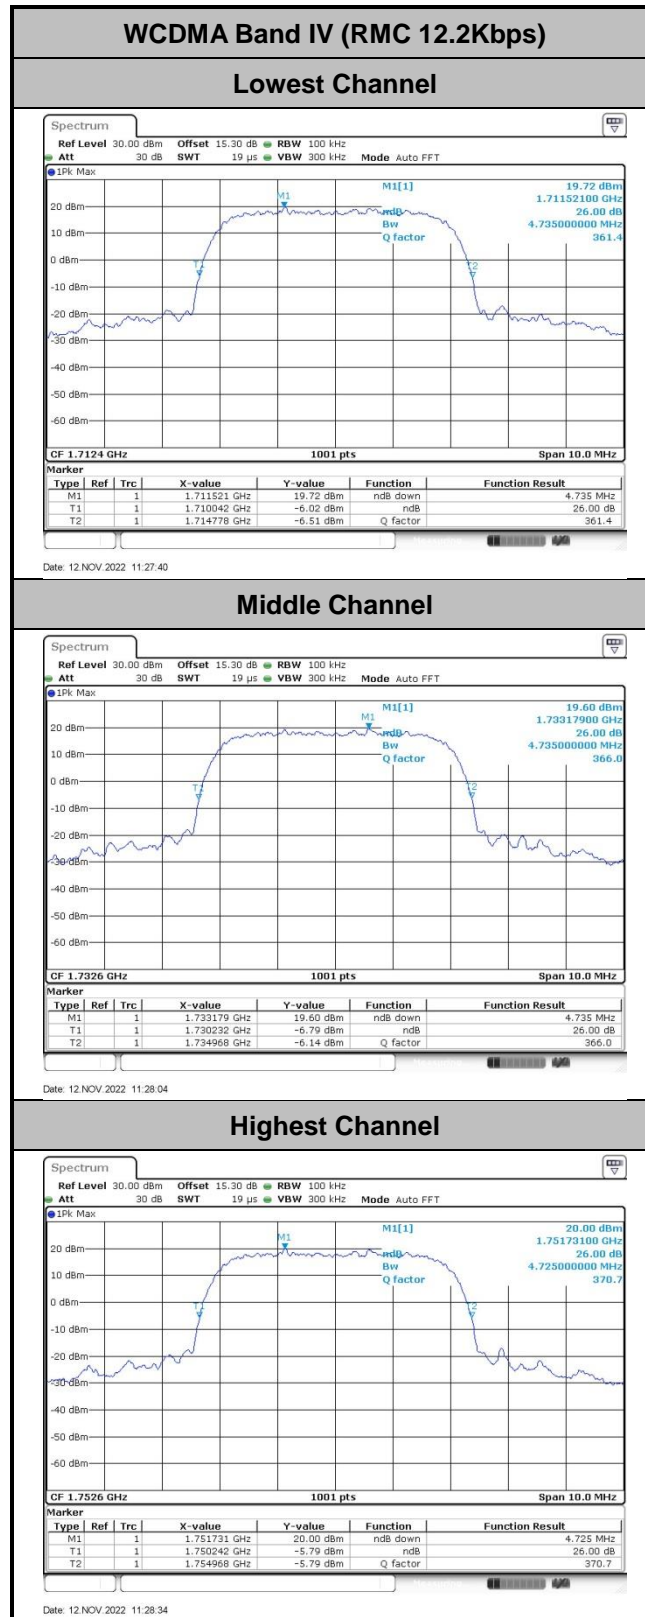 WCDMA Band IV (RMC 12.2Kbps)
Lowest Channel
Spectrum
Ref Level 30.00 dBm Offset 15.30 dB RBW 100 kHz
Att 30 dB SWT 19 µs VBW 300 kHz Mode Auto FFT
1Pk Max
M1[1] 19.72 dBm
1.71152100 GHz
ndB 26.00 dB
Bw 4.735000000 MHz
Q factor 361.4
M1
T1
T2
20 dBm
10 dBm
0 dBm
-10 dBm
-20 dBm
-30 dBm
-40 dBm
-50 dBm
-60 dBm
CF 1.7124 GHz 1001 pts Span 10.0 MHz
Marker
Type Ref Trc X-value Y-value Function Function Result
M1 1 1.711521 GHz 19.72 dBm ndB down 4.735 MHz
T1 1 1.710042 GHz -6.02 dBm ndB 26.00 dB
T2 1 1.714778 GHz -6.51 dBm Q factor 361.4
Date: 12.NOV.2022 11:27:40
Middle Channel
Spectrum
Ref Level 30.00 dBm Offset 15.30 dB RBW 100 kHz
Att 30 dB SWT 19 µs VBW 300 kHz Mode Auto FFT
1Pk Max
M1[1] 19.60 dBm
1.73317900 GHz
ndB 26.00 dB
Bw 4.735000000 MHz
Q factor 366.0
M1
T1
T2
20 dBm
10 dBm
0 dBm
-10 dBm
-20 dBm
-30 dBm
-40 dBm
-50 dBm
-60 dBm
CF 1.7326 GHz 1001 pts Span 10.0 MHz
Marker
Type Ref Trc X-value Y-value Function Function Result
M1 1 1.733179 GHz 19.60 dBm ndB down 4.735 MHz
T1 1 1.730232 GHz -6.79 dBm ndB 26.00 dB
T2 1 1.734968 GHz -6.14 dBm Q factor 366.0
Date: 12.NOV.2022 11:28:04
Highest Channel
Spectrum
Ref Level 30.00 dBm Offset 15.30 dB RBW 100 kHz
Att 30 dB SWT 19 µs VBW 300 kHz Mode Auto FFT
1Pk Max
M1[1] 20.00 dBm
1.75173100 GHz
ndB 26.00 dB
Bw 4.725000000 MHz
Q factor 370.7
M1
T1
T2
20 dBm
10 dBm
0 dBm
-10 dBm
-20 dBm
-30 dBm
-40 dBm
-50 dBm
-60 dBm
CF 1.7526 GHz 1001 pts Span 10.0 MHz
Marker
Type Ref Trc X-value Y-value Function Function Result
M1 1 1.751731 GHz 20.00 dBm ndB down 4.725 MHz
T1 1 1.750242 GHz -5.79 dBm ndB 26.00 dB
T2 1 1.754968 GHz -5.79 dBm Q factor 370.7
Date: 12.NOV.2022 11:28:34